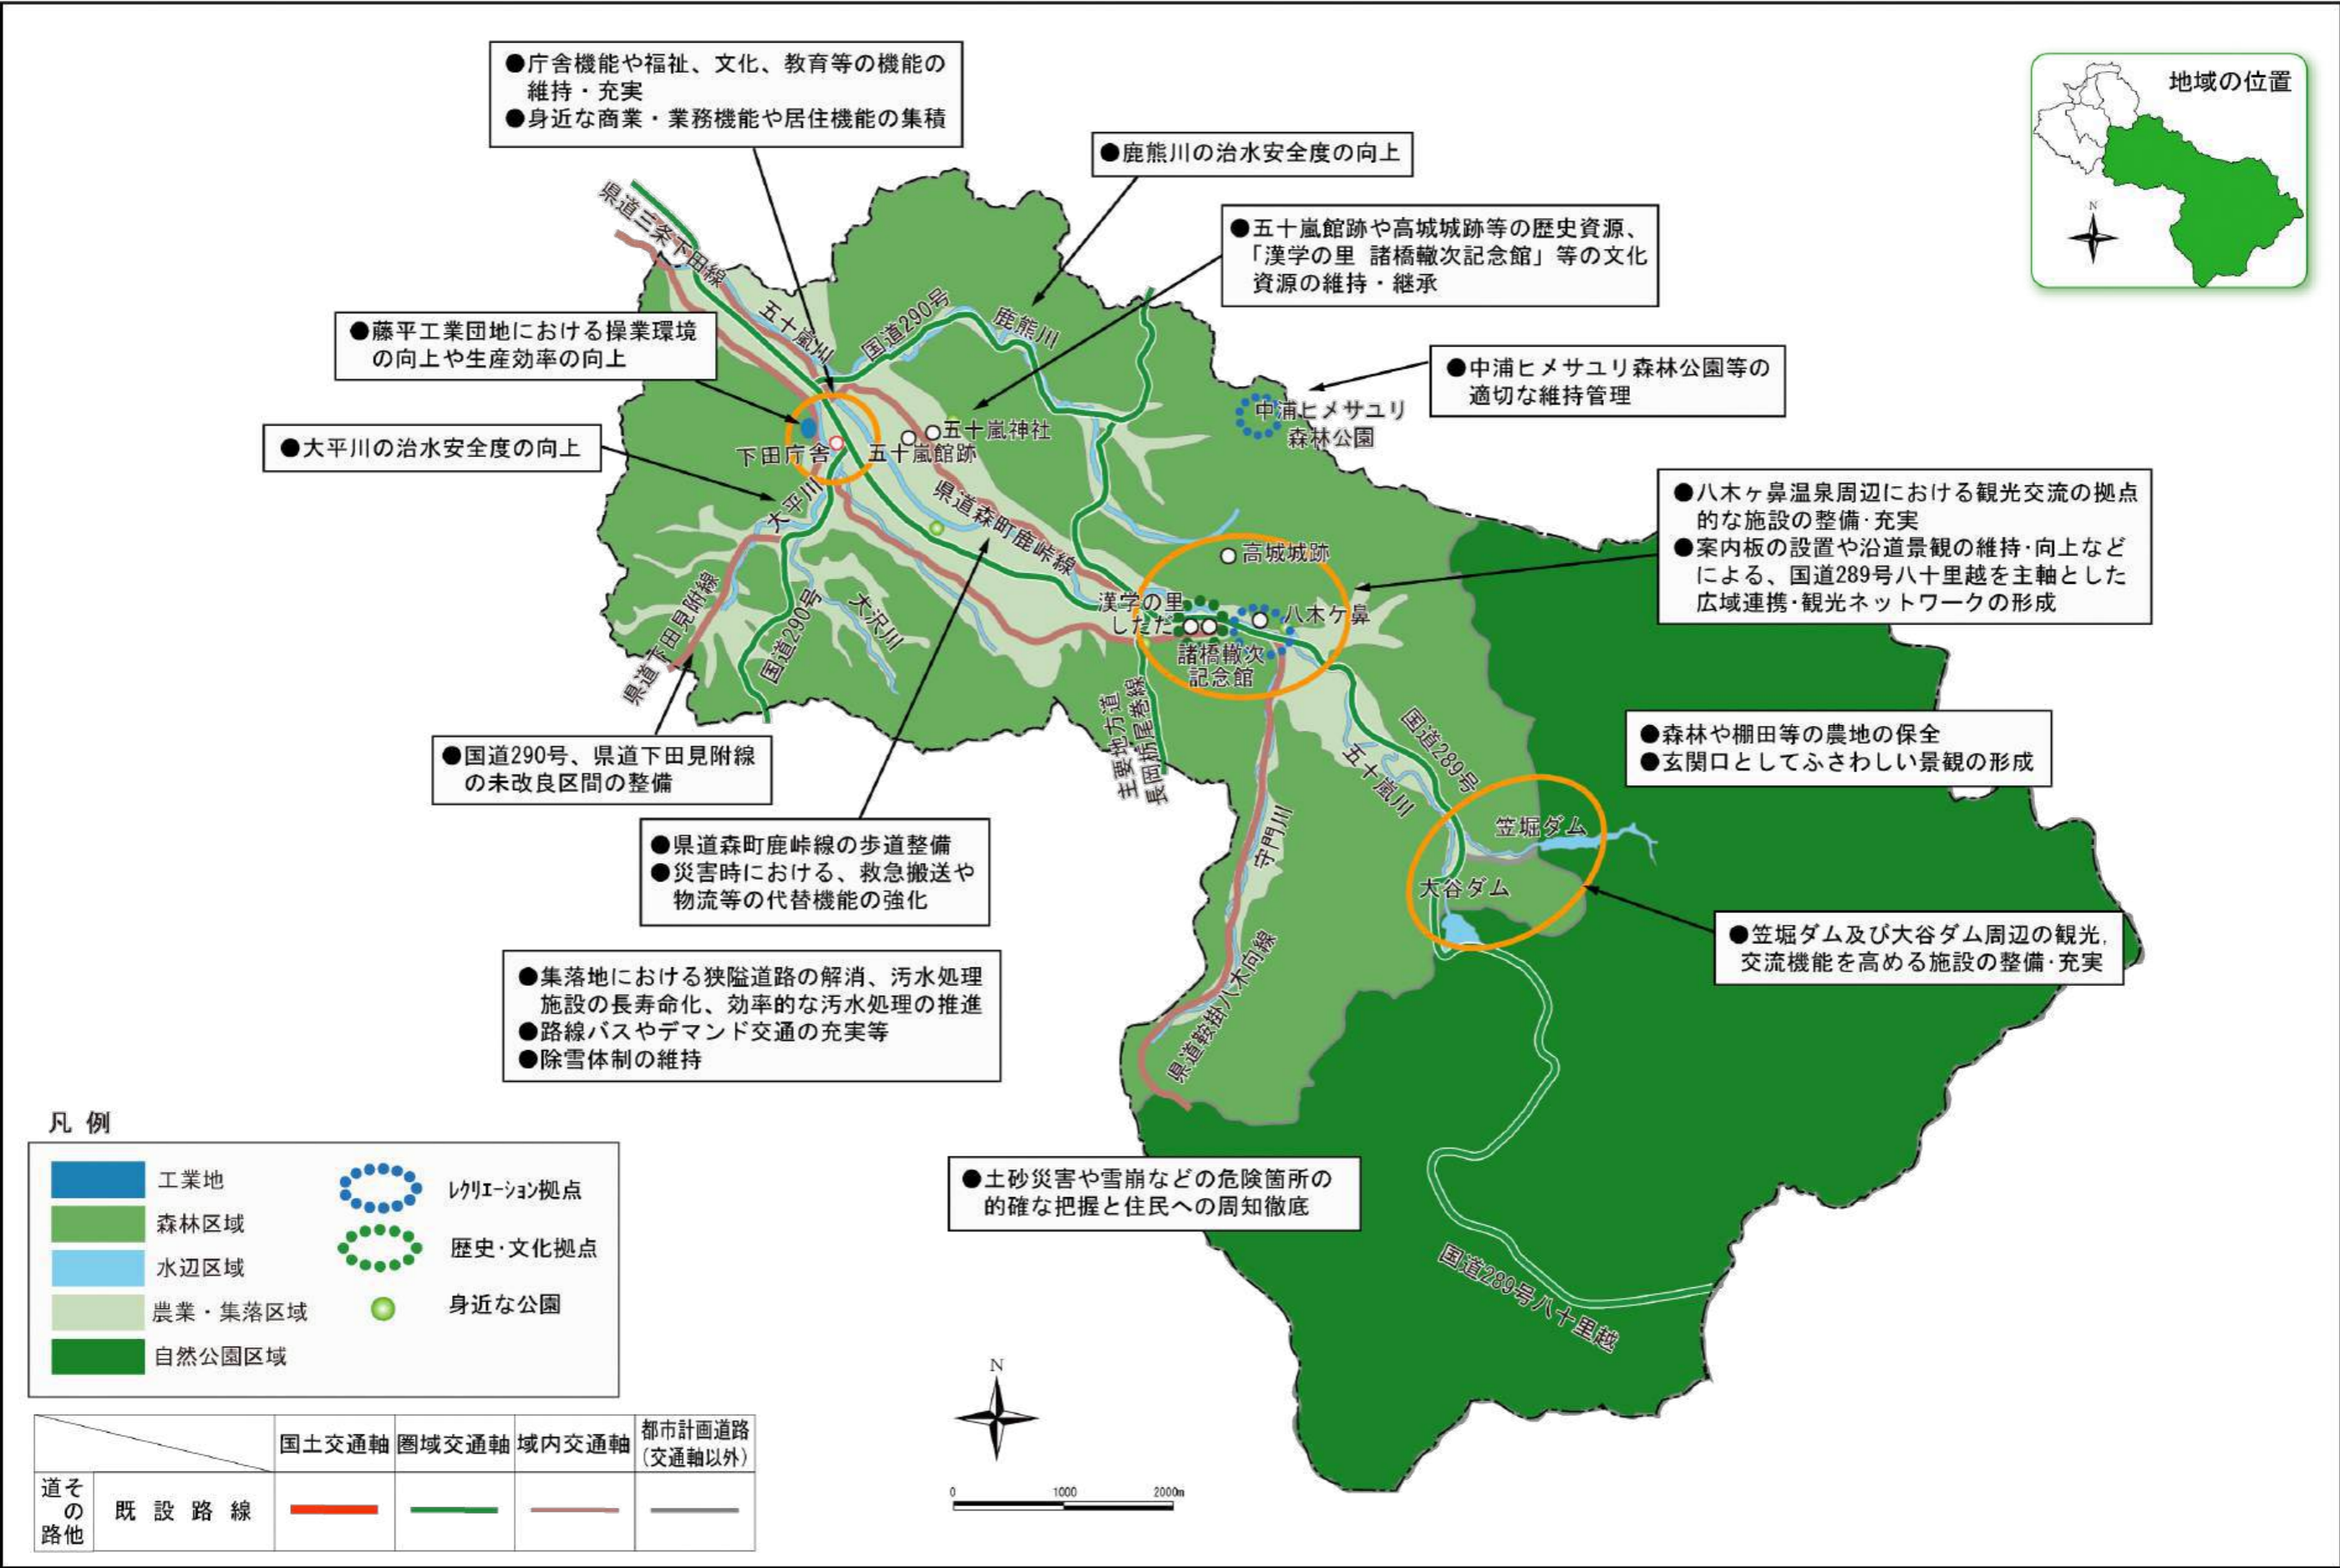 ●庁舎機能や福祉、文化、教育等の機能の
維持・充実
●身近な商業・業務機能や居住機能の集積
地域の位置
N
●鹿熊川の治水安全度の向上
●五十嵐館跡や高城城跡等の歴史資源、
「漢学の里 諸橋轍次記念館」等の文化
資源の維持・継承
●藤平工業団地における操業環境
の向上や生産効率の向上
●中浦ヒメサユリ森林公園等の
適切な維持管理
●大平川の治水安全度の向上
●八木ヶ鼻温泉周辺における観光交流の拠点
的な施設の整備・充実
●案内板の設置や沿道景観の維持・向上など
による、国道289号八十里越を主軸とした
広域連携・観光ネットワークの形成
県道三条下田線
五十嵐川
国道290号
鹿熊川
中浦ヒメサユリ
森林公園
下田庁舎
五十嵐神社
五十嵐館跡
大平川
県道森町鹿峠線
高城城跡
漢学の里
しただ
八木ケ鼻
諸橋轍次
記念館
県道下田見附線
国道290号
大沢川
主要地方道
長岡栃尾巻線
国道289号
五十嵐川
守門川
笠堀ダム
大谷ダム
県道鞍掛八木向線
国道289号八十里越
●国道290号、県道下田見附線
の未改良区間の整備
●森林や棚田等の農地の保全
●玄関口としてふさわしい景観の形成
●県道森町鹿峠線の歩道整備
●災害時における、救急搬送や
物流等の代替機能の強化
●笠堀ダム及び大谷ダム周辺の観光,
交流機能を高める施設の整備・充実
●集落地における狭隘道路の解消、汚水処理
施設の長寿命化、効率的な汚水処理の推進
●路線バスやデマンド交通の充実等
●除雪体制の維持
●土砂災害や雪崩などの危険箇所の
的確な把握と住民への周知徹底
凡 例
工業地
森林区域
水辺区域
農業・集落区域
自然公園区域
ﾚｸﾘｴｰｼｮﾝ拠点
歴史・文化拠点
身近な公園
国土交通軸 圏域交通軸 域内交通軸 都市計画道路
(交通軸以外)
その他
道路
既 設 路 線
N
0 1000 2000m